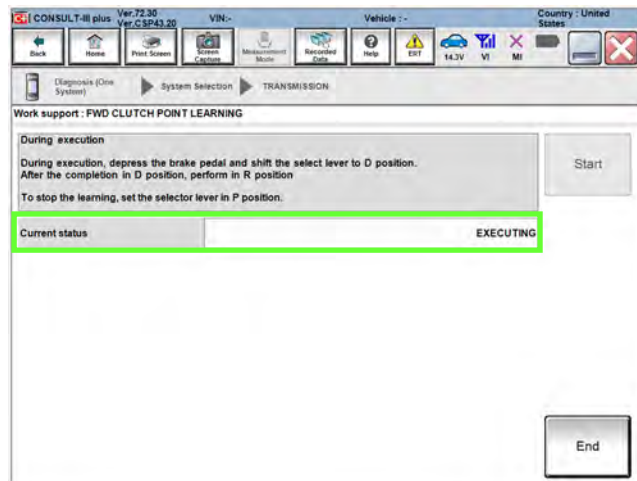 C+III CONSULT-III plus Ver.72.30 VIN:- Vehicle : - Country : United
Ver.CSP43.20 States
Back Home Print Screen Screen Capture Measurement Mode Recorded Data Help ERT 14.3V VI MI
Diagnosis (One System) System Selection TRANSMISSION
Work support : FWD CLUTCH POINT LEARNING
During execution
During execution, depress the brake pedal and shift the select lever to D position.
After the completion in D position, perform in R position
To stop the learning, set the selector lever in P position.
Start
Current status EXECUTING
End